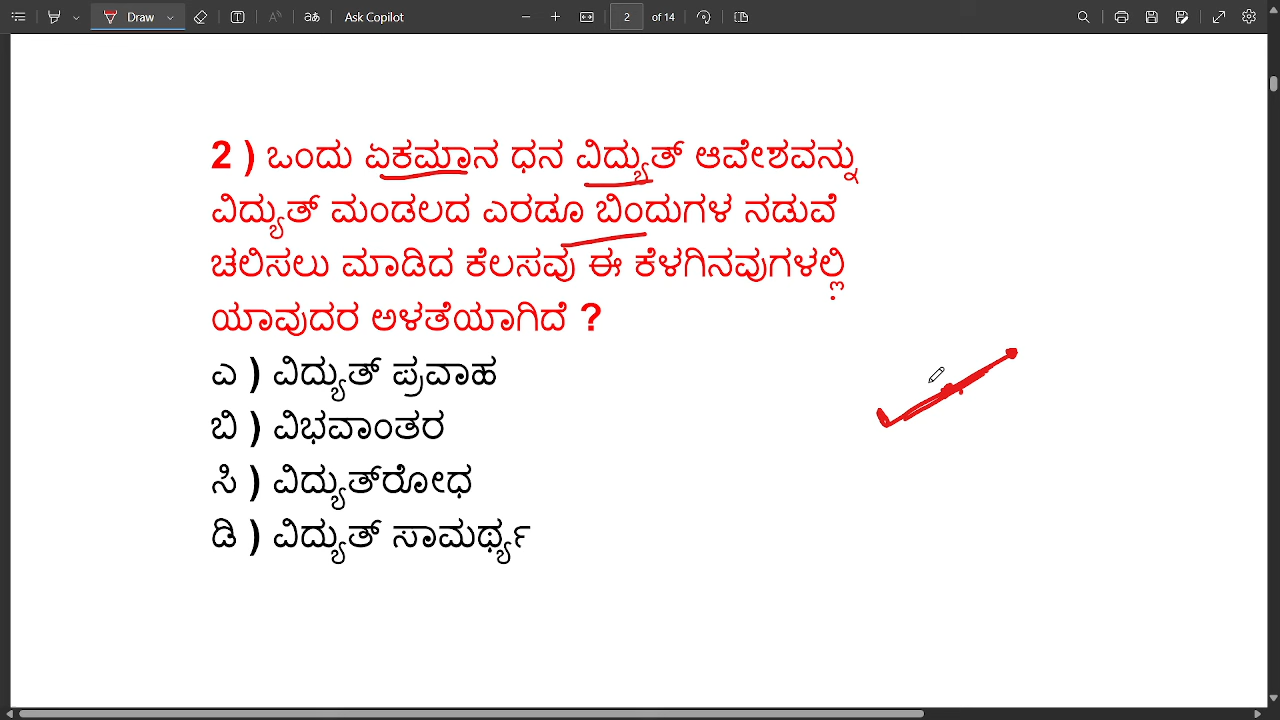 Draw
Ask Copilot
2 of 14
2 ) ಒಂದು ಏಕಮಾನ ಧನ ವಿದ್ಯುತ್ ಆವೇಶವನ್ನು
ವಿದ್ಯುತ್ ಮಂಡಲದ ಎರಡೂ ಬಿಂದುಗಳ ನಡುವೆ
ಚಲಿಸಲು ಮಾಡಿದ ಕೆಲಸವು ಈ ಕೆಳಗಿನವುಗಳಲ್ಲಿ
ಯಾವುದರ ಅಳತೆಯಾಗಿದೆ ?
ಎ ) ವಿದ್ಯುತ್ ಪ್ರವಾಹ
ಬಿ ) ವಿಭವಾಂತರ
ಸಿ ) ವಿದ್ಯುತ್‌ರೋಧ
ಡಿ ) ವಿದ್ಯುತ್ ಸಾಮರ್ಥ್ಯ